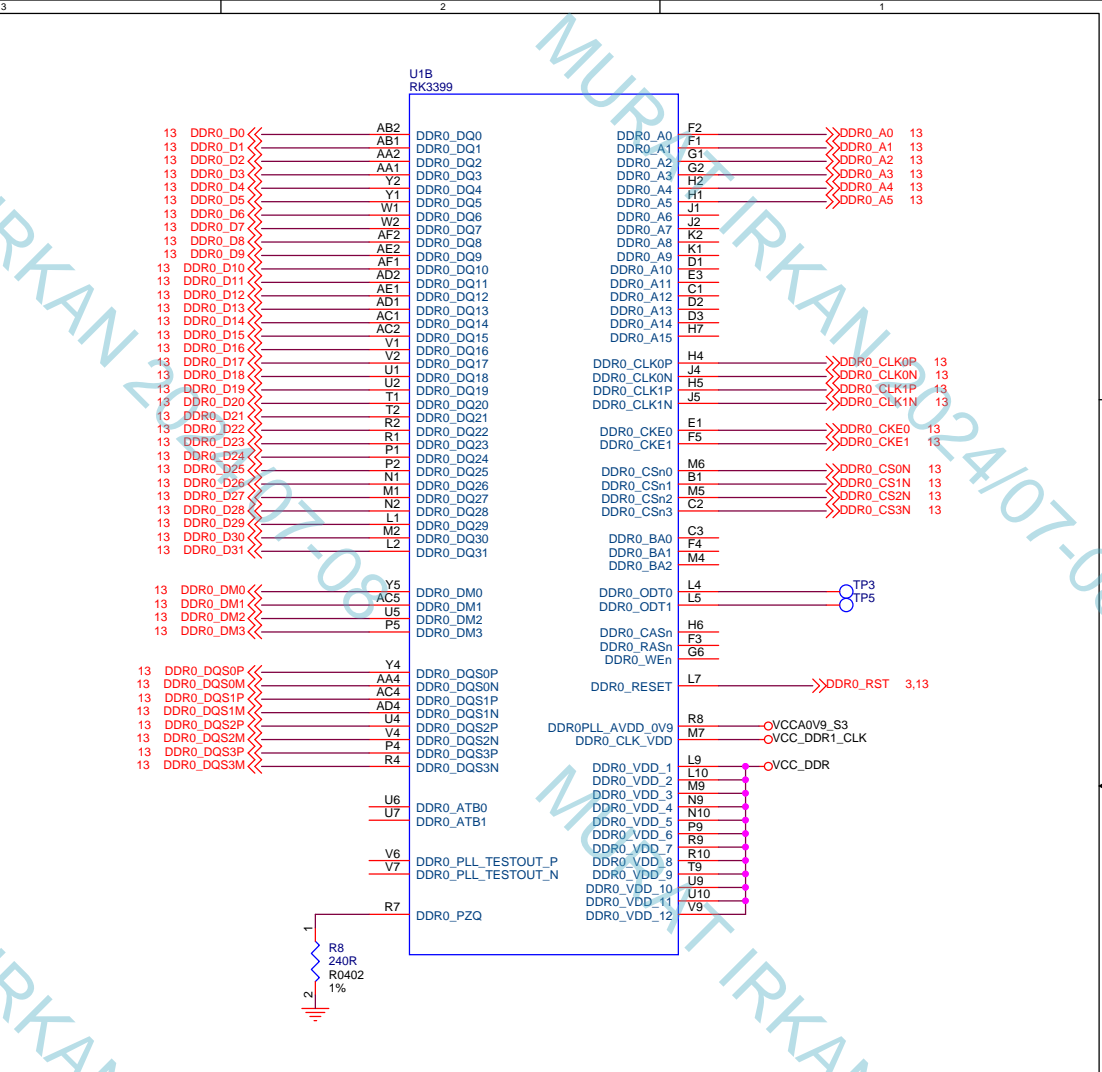 3 2 1
U1B
RK3399
13 DDR0_D0 AB2 DDR0_DQ0
13 DDR0_D1 AB1 DDR0_DQ1
13 DDR0_D2 AA2 DDR0_DQ2
13 DDR0_D3 AA1 DDR0_DQ3
13 DDR0_D4 Y2 DDR0_DQ4
13 DDR0_D5 Y1 DDR0_DQ5
13 DDR0_D6 W1 DDR0_DQ6
13 DDR0_D7 W2 DDR0_DQ7
13 DDR0_D8 AF2 DDR0_DQ8
13 DDR0_D9 AE2 DDR0_DQ9
13 DDR0_D10 AF1 DDR0_DQ10
13 DDR0_D11 AD2 DDR0_DQ11
13 DDR0_D12 AE1 DDR0_DQ12
13 DDR0_D13 AD1 DDR0_DQ13
13 DDR0_D14 AC1 DDR0_DQ14
13 DDR0_D15 AC2 DDR0_DQ15
13 DDR0_D16 V1 DDR0_DQ16
13 DDR0_D17 V2 DDR0_DQ17
13 DDR0_D18 U1 DDR0_DQ18
13 DDR0_D19 U2 DDR0_DQ19
13 DDR0_D20 T1 DDR0_DQ20
13 DDR0_D21 T2 DDR0_DQ21
13 DDR0_D22 R2 DDR0_DQ22
13 DDR0_D23 R1 DDR0_DQ23
13 DDR0_D24 P1 DDR0_DQ24
13 DDR0_D25 P2 DDR0_DQ25
13 DDR0_D26 N1 DDR0_DQ26
13 DDR0_D27 M1 DDR0_DQ27
13 DDR0_D28 N2 DDR0_DQ28
13 DDR0_D29 L1 DDR0_DQ29
13 DDR0_D30 M2 DDR0_DQ30
13 DDR0_D31 L2 DDR0_DQ31
13 DDR0_DM0 Y5 DDR0_DM0
13 DDR0_DM1 AC5 DDR0_DM1
13 DDR0_DM2 U5 DDR0_DM2
13 DDR0_DM3 P5 DDR0_DM3
13 DDR0_DQS0P Y4 DDR0_DQS0P
13 DDR0_DQS0M AA4 DDR0_DQS0N
13 DDR0_DQS1P AC4 DDR0_DQS1P
13 DDR0_DQS1M AD4 DDR0_DQS1N
13 DDR0_DQS2P U4 DDR0_DQS2P
13 DDR0_DQS2M V4 DDR0_DQS2N
13 DDR0_DQS3P P4 DDR0_DQS3P
13 DDR0_DQS3M R4 DDR0_DQS3N
U6 DDR0_ATB0
U7 DDR0_ATB1
V6 DDR0_PLL_TESTOUT_P
V7 DDR0_PLL_TESTOUT_N
R7 DDR0_PZQ
1
R8
240R
R0402
1%
2
DDR0_A0 F2 DDR0_A0 13
DDR0_A1 F1 DDR0_A1 13
DDR0_A2 G1 DDR0_A2 13
DDR0_A3 G2 DDR0_A3 13
DDR0_A4 H2 DDR0_A4 13
DDR0_A5 H1 DDR0_A5 13
DDR0_A6 J1
DDR0_A7 J2
DDR0_A8 K2
DDR0_A9 K1
DDR0_A10 D1
DDR0_A11 E3
DDR0_A12 C1
DDR0_A13 D2
DDR0_A14 D3
DDR0_A15 H7
DDR0_CLK0P H4 DDR0_CLK0P 13
DDR0_CLK0N J4 DDR0_CLK0N 13
DDR0_CLK1P H5 DDR0_CLK1P 13
DDR0_CLK1N J5 DDR0_CLK1N 13
DDR0_CKE0 E1 DDR0_CKE0 13
DDR0_CKE1 F5 DDR0_CKE1 13
DDR0_CSn0 M6 DDR0_CS0N 13
DDR0_CSn1 B1 DDR0_CS1N 13
DDR0_CSn2 M5 DDR0_CS2N 13
DDR0_CSn3 C2 DDR0_CS3N 13
DDR0_BA0 C3
DDR0_BA1 F4
DDR0_BA2 M4
DDR0_ODT0 L4 TP3
DDR0_ODT1 L5 TP5
DDR0_CASn H6
DDR0_RASn F3
DDR0_WEn G6
DDR0_RESET L7 DDR0_RST 3,13
DDR0PLL_AVDD_0V9 R8 VCCA0V9_S3
DDR0_CLK_VDD M7 VCC_DDR1_CLK
DDR0_VDD_1 L9 VCC_DDR
DDR0_VDD_2 L10
DDR0_VDD_3 M9
DDR0_VDD_4 N9
DDR0_VDD_5 N10
DDR0_VDD_6 P9
DDR0_VDD_7 R9
DDR0_VDD_8 R10
DDR0_VDD_9 T9
DDR0_VDD_10 U9
DDR0_VDD_11 U10
DDR0_VDD_12 V9
MURAT IRKAN 2024/07-08
IRKAN 2024/07-08
MURAT IRKAN
IRKAN